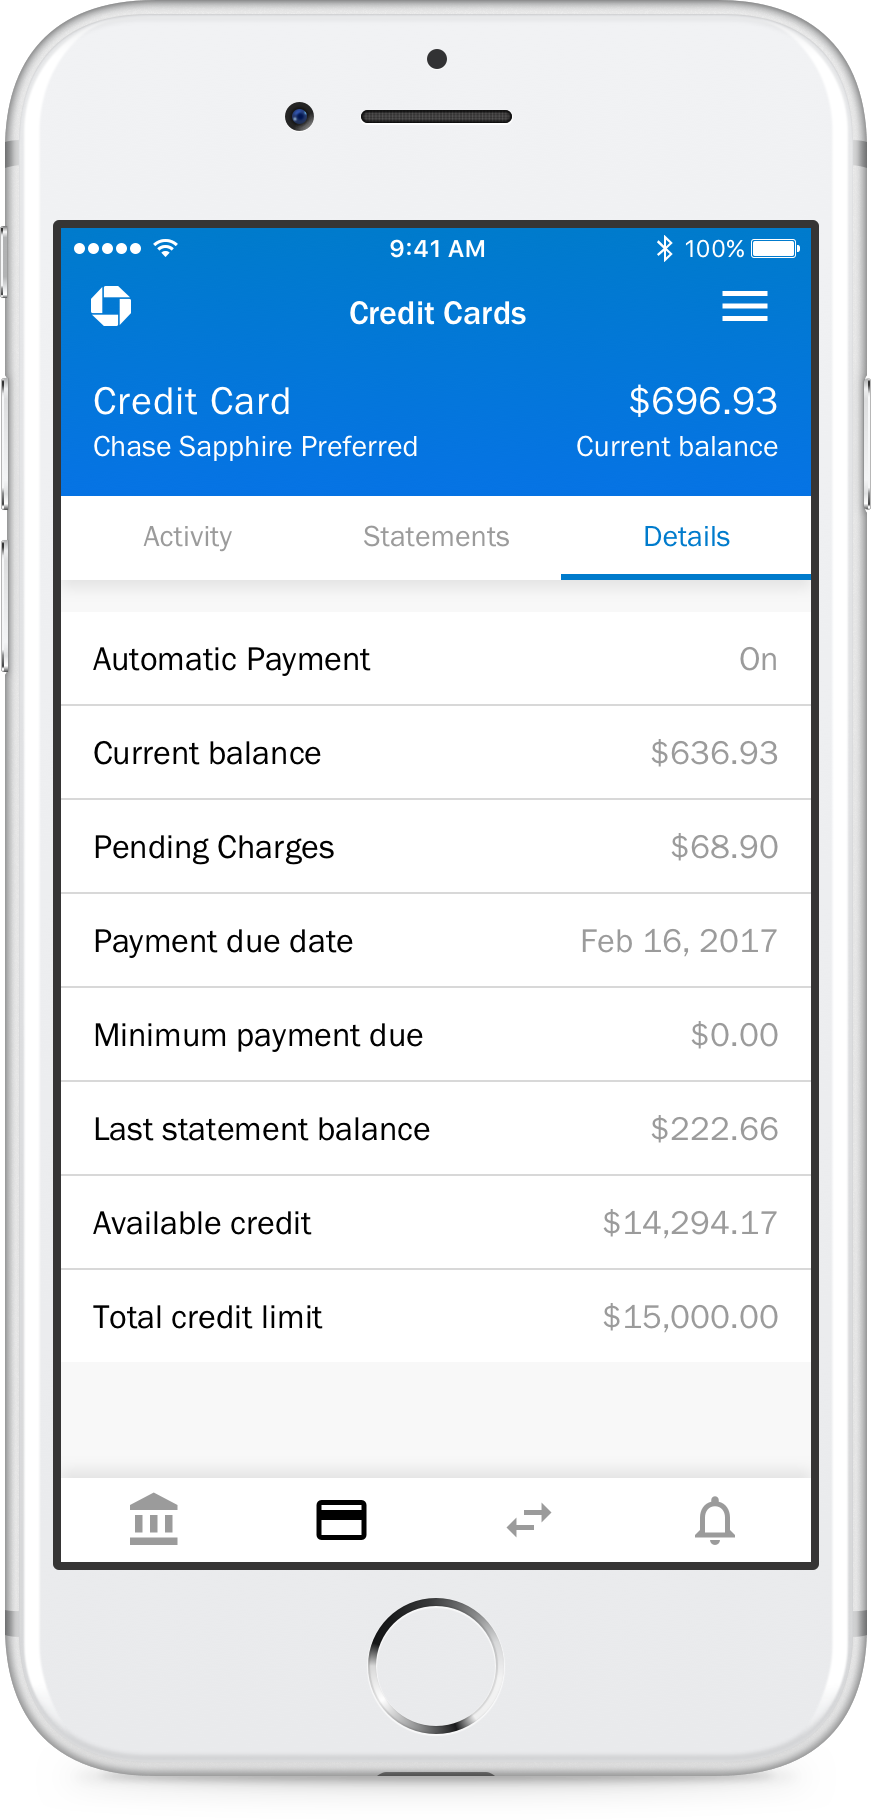 9:41 AM 100%
Credit Cards
Credit Card $696.93
Chase Sapphire Preferred Current balance
Activity Statements Details
Automatic Payment On
Current balance $636.93
Pending Charges $68.90
Payment due date Feb 16, 2017
Minimum payment due $0.00
Last statement balance $222.66
Available credit $14,294.17
Total credit limit $15,000.00